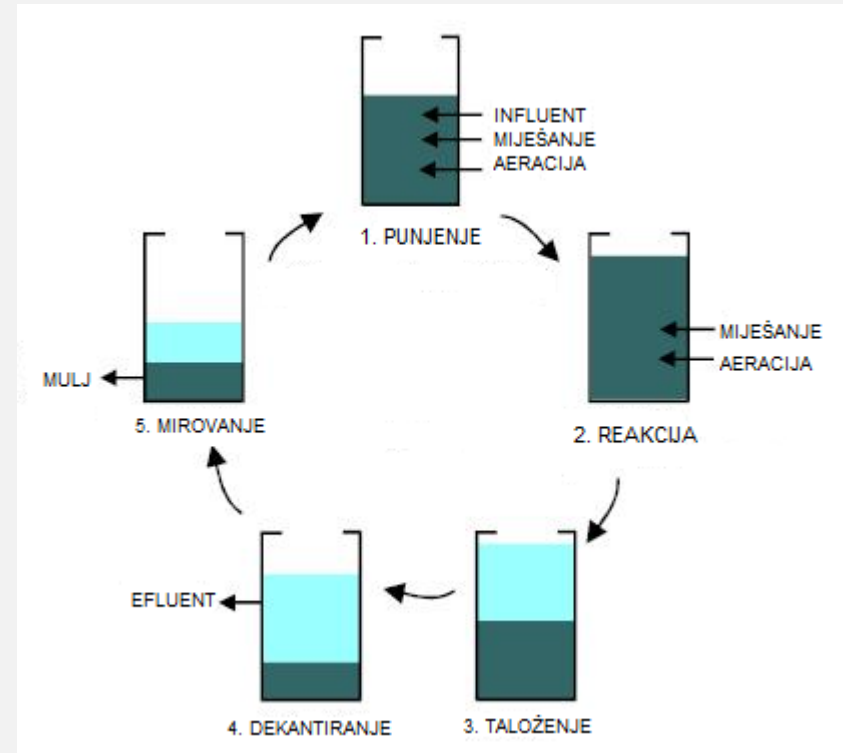 INFLUENT
MIJEŠANJE
AERACIJA
1. PUNJENJE
MIJEŠANJE
AERACIJA
2. REAKCIJA
3. TALOŽENJE
EFLUENT
4. DEKANTIRANJE
MULJ
5. MIROVANJE